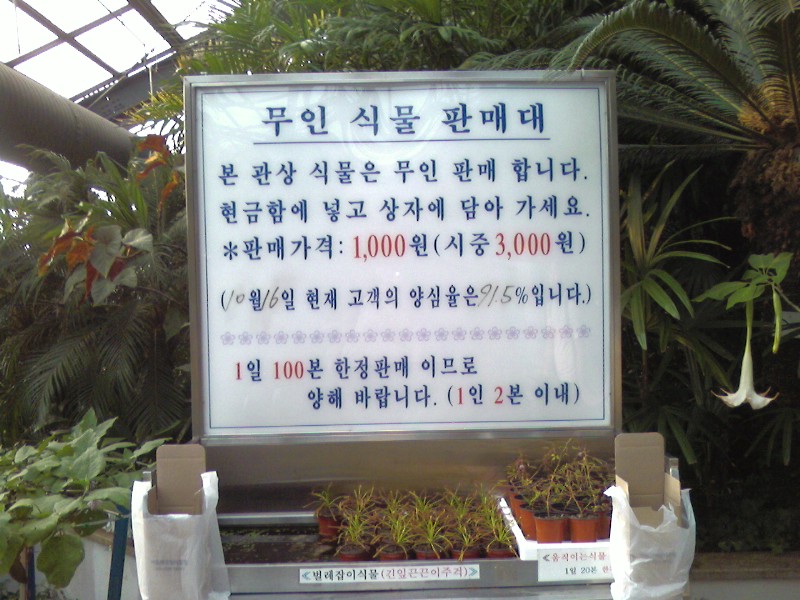 무인 식물 판매대
본 관상 식물은 무인 판매 합니다.
현금함에 넣고 상자에 담아 가세요.
*판매가격: 1,000원(시중 3,000원)
(10월16일 현재 고객의 양심율은91.5%입니다.)
1일 100본 한정판매 이므로
양해 바랍니다. (1인 2본 이내)
<벌레잡이식물(긴잎끈끈이주걱)>
<움직이는식물
1일 20본